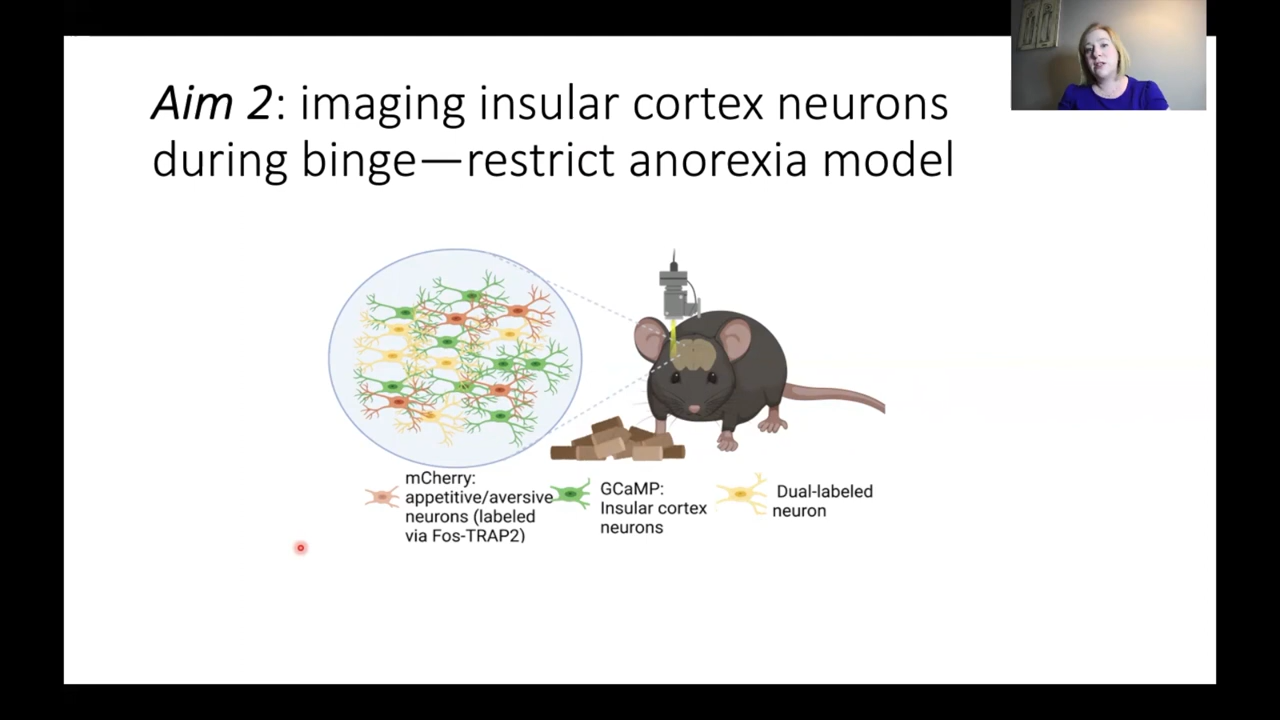 Aim 2: imaging insular cortex neurons
during binge—restrict anorexia model
mCherry:
appetitive/aversive
neurons (labeled
via Fos-TRAP2)
GCaMP:
Insular cortex
neurons
Dual-labeled
neuron